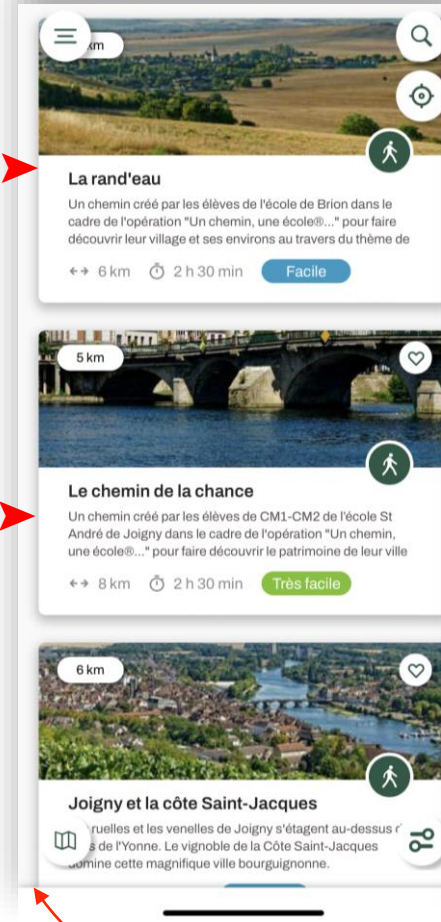 km
La rand'eau
Un chemin créé par les élèves de l'école de Brion dans le
cadre de l'opération "Un chemin, une école®..." pour faire
découvrir leur village et ses environs au travers du thème de
6 km 2 h 30 min Facile
5 km
Le chemin de la chance
Un chemin créé par les élèves de CM1-CM2 de l'école St
André de Joigny dans le cadre de l'opération "Un chemin,
une école®..." pour faire découvrir le patrimoine de leur ville
8 km 2 h 30 min Très facile
6 km
Joigny et la côte Saint-Jacques
ruelles et les venelles de Joigny s'étagent au-dessus
de l'Yonne. Le vignoble de la Côte Saint-Jacques
domine cette magnifique ville bourguignonne.